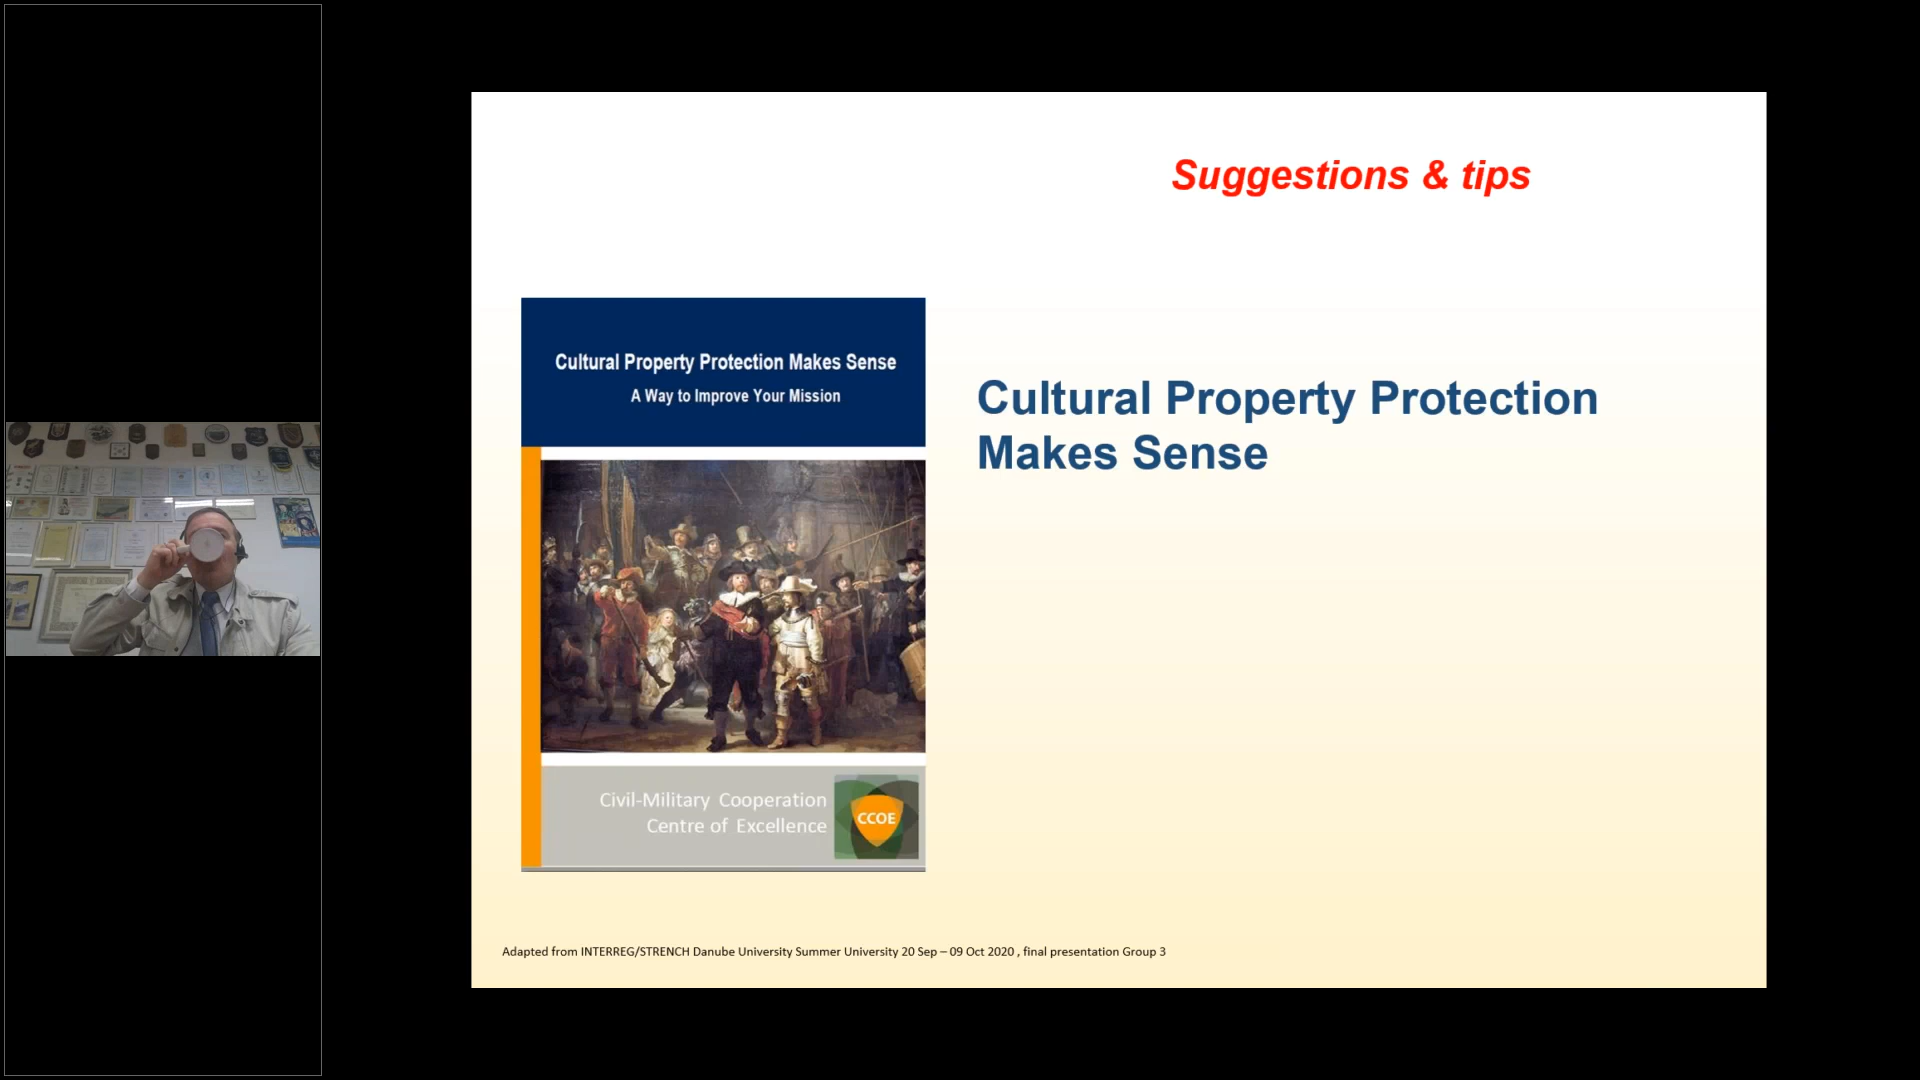 Suggestions & tips
Cultural Property Protection Makes Sense
A Way to Improve Your Mission
Civil-Military Cooperation
Centre of Excellence
CCOE
Cultural Property Protection
Makes Sense
Adapted from INTERREG/STRENCH Danube University Summer University 20 Sep – 09 Oct 2020 , final presentation Group 3